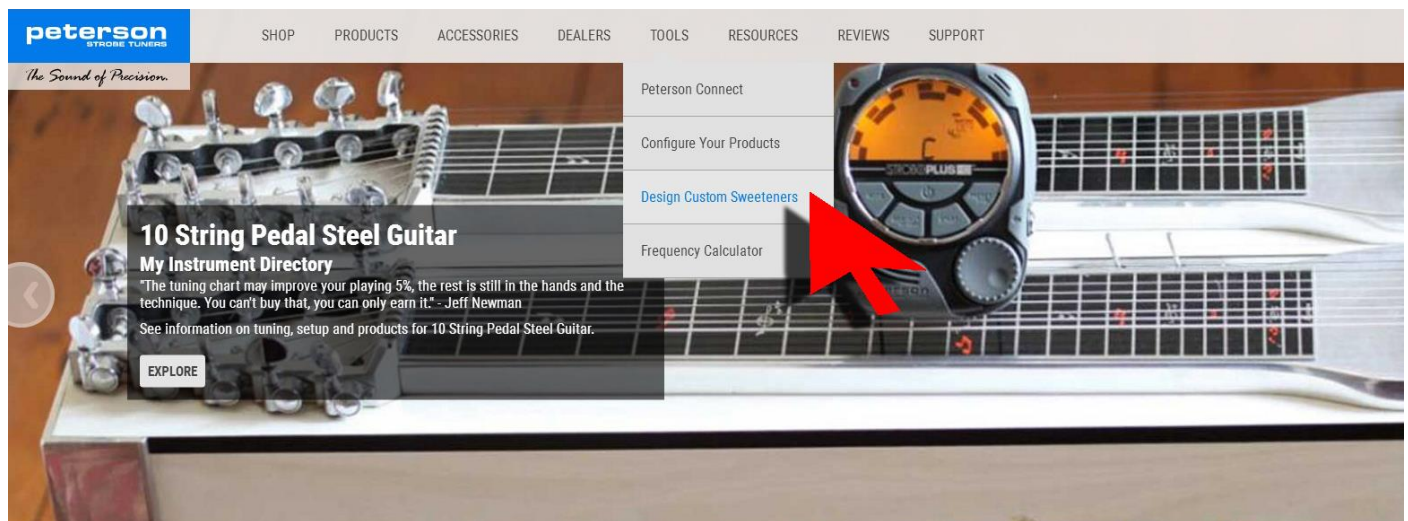 peterson
STROBE TUNERS
The Sound of Precision.
SHOP PRODUCTS ACCESSORIES DEALERS TOOLS RESOURCES REVIEWS SUPPORT
Peterson Connect
Configure Your Products
Design Custom Sweeteners
Frequency Calculator
C
STROBOPLUS HD
10 String Pedal Steel Guitar
My Instrument Directory
"The tuning chart may improve your playing 5%, the rest is still in the hands and the
technique. You can't buy that, you can only earn it." - Jeff Newman
See information on tuning, setup and products for 10 String Pedal Steel Guitar.
EXPLORE